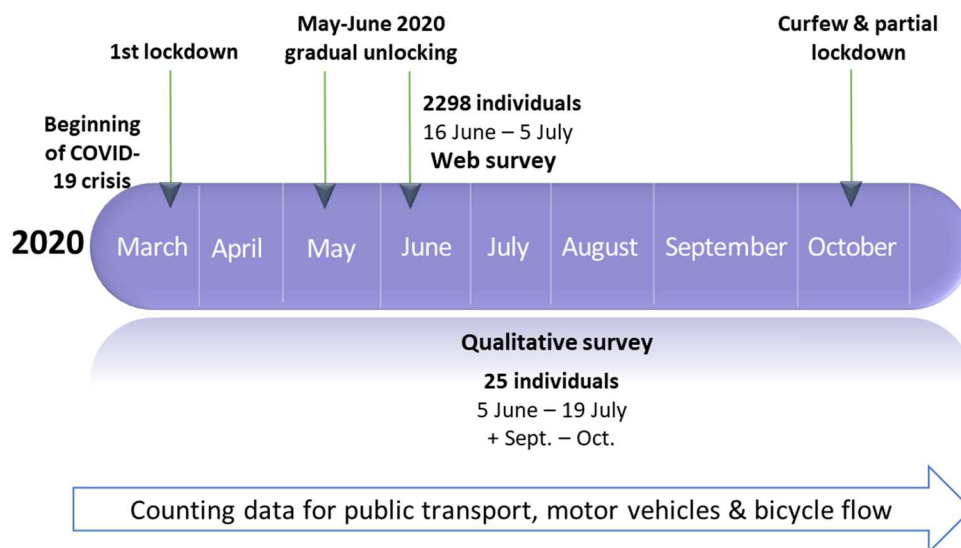 May-June 2020
gradual unlocking
Curfew & partial
lockdown
1st lockdown
2298 individuals
16 June – 5 July
Web survey
Beginning
of COVID-
19 crisis
2020
March
April
May
June
July
August
September
October
Qualitative survey
25 individuals
5 June – 19 July
+ Sept. – Oct.
Counting data for public transport, motor vehicles & bicycle flow